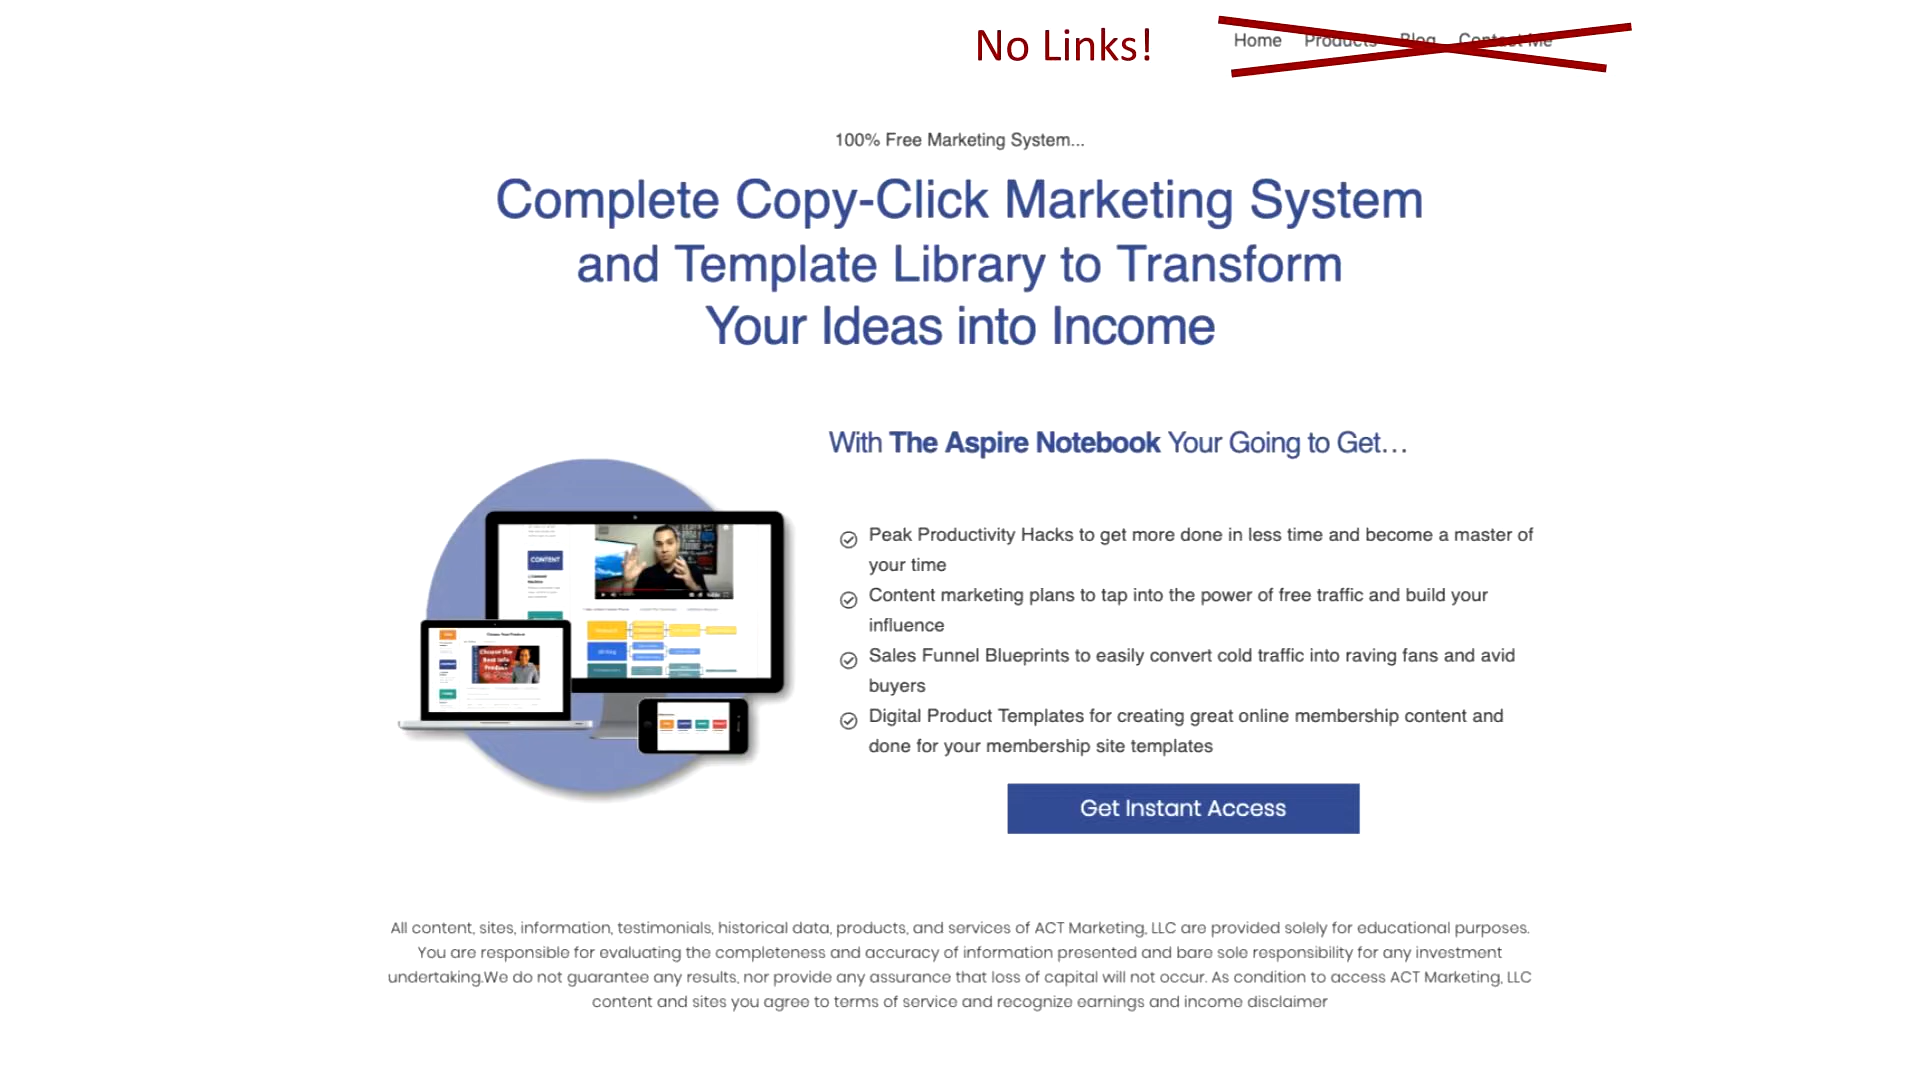 No Links!
Home Products Blog Contact Me
100% Free Marketing System...
Complete Copy-Click Marketing System
and Template Library to Transform
Your Ideas into Income
With The Aspire Notebook Your Going to Get...
Peak Productivity Hacks to get more done in less time and become a master of
your time
Content marketing plans to tap into the power of free traffic and build your
influence
Sales Funnel Blueprints to easily convert cold traffic into raving fans and avid
buyers
Digital Product Templates for creating great online membership content and
done for your membership site templates
CONTENT
Choose the
Best Info
Product
Get Instant Access
All content, sites, information, testimonials, historical data, products, and services of ACT Marketing, LLC are provided solely for educational purposes.
You are responsible for evaluating the completeness and accuracy of information presented and bare sole responsibility for any investment
undertaking.We do not guarantee any results, nor provide any assurance that loss of capital will not occur. As condition to access ACT Marketing, LLC
content and sites you agree to terms of service and recognize earnings and income disclaimer